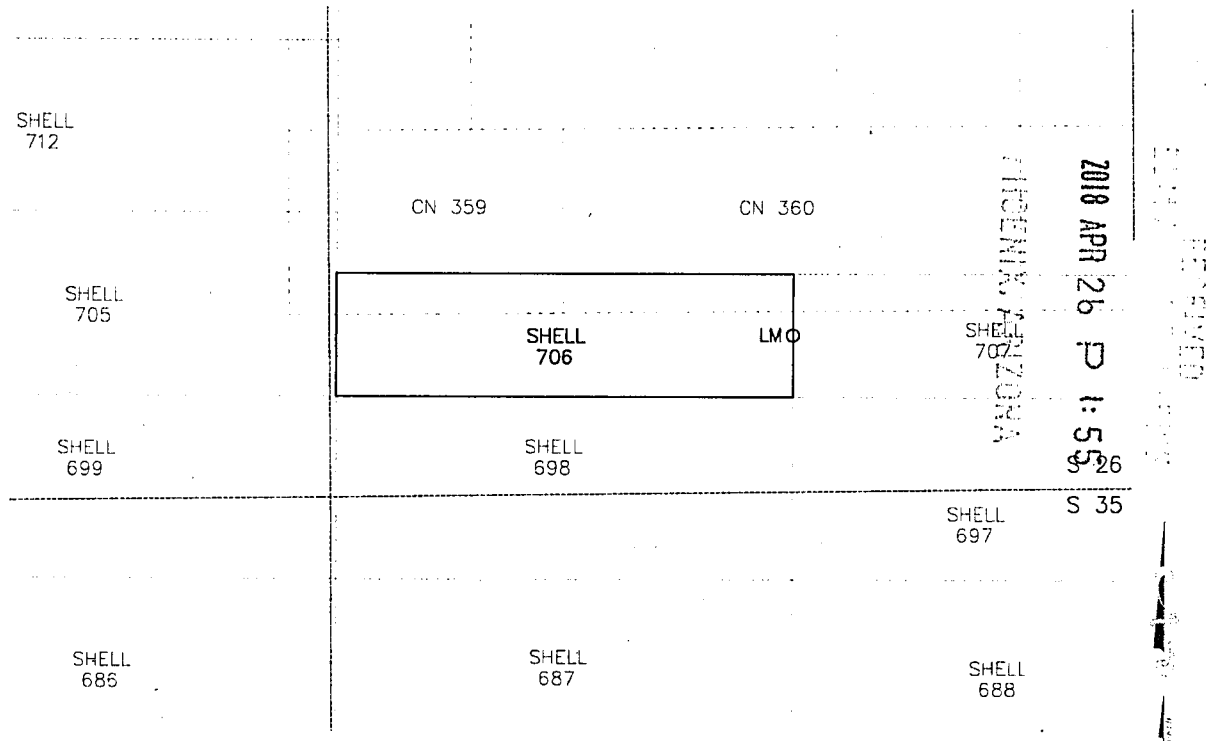 SHELL
712
CN 359
CN 360
SHELL
705
SHELL
706
LM
SHELL
707
SHELL
699
SHELL
698
S 26
S 35
SHELL
697
SHELL
686
SHELL
687
SHELL
688
2018 APR 26 P 1:55
PHOENIX, ARIZONA
RECEIVED